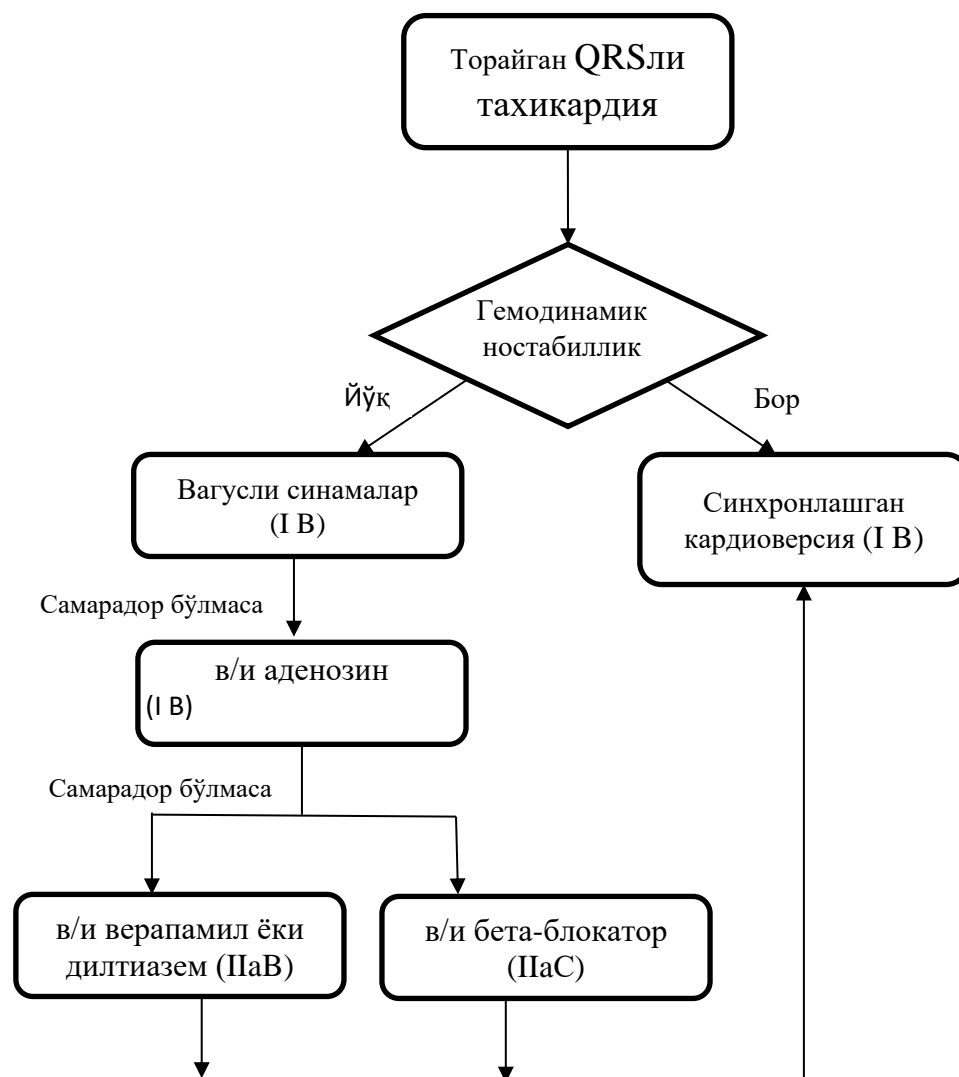 Торайган QRSли
тахикардия
Гемодинамик
ностабиллик
Йўқ
Бор
Вагусли синамалар
(I B)
Синхронлашган
кардиоверсия (I B)
Самарадор бўлмаса
в/и аденозин
(I B)
Самарадор бўлмаса
в/и верапамил ёки
дилтиазем (IIaB)
в/и бета-блокатор
(IIaC)